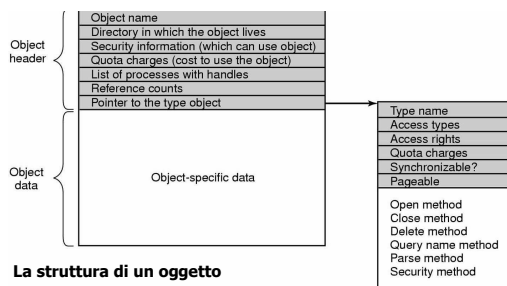 Object name
Directory in which the object lives
Security information (which can use object)
Quota charges (cost to use the object)
List of processes with handles
Reference counts
Pointer to the type object
Object
header
Object
data
Object-specific data
Type name
Access types
Access rights
Quota charges
Synchronizable?
Pageable
Open method
Close method
Delete method
Query name method
Parse method
Security method
La struttura di un oggetto